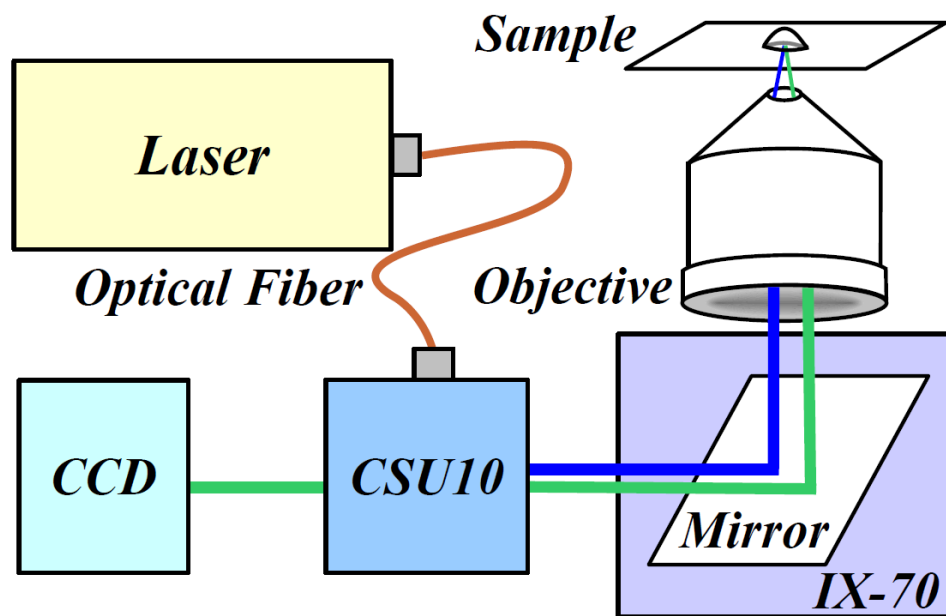 Sample
Laser
Optical Fiber
Objective
CCD
CSU10
Mirror
IX-70